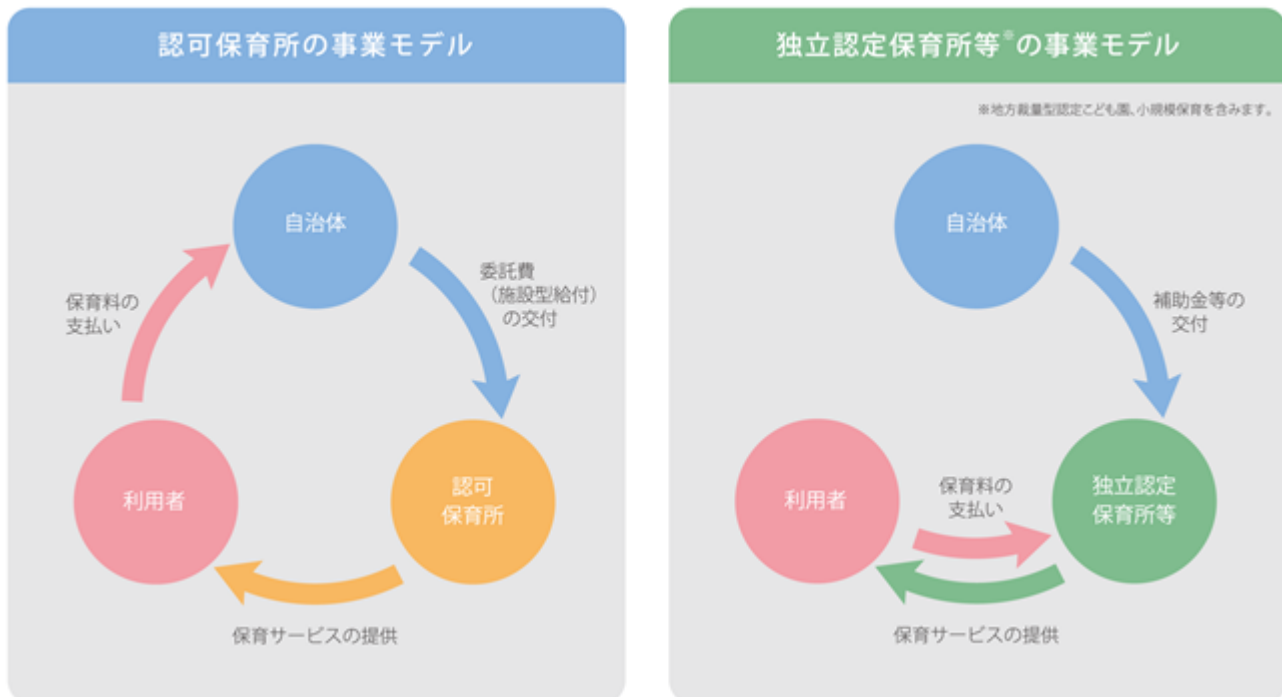 認可保育所の事業モデル
自治体
保育料の
支払い
委託費
（施設型給付）
の交付
利用者
認可
保育所
保育サービスの提供
独立認定保育所等※の事業モデル
※地方裁量型認定こども園、小規模保育を含みます。
自治体
補助金等の
交付
利用者
保育料の
支払い
独立認定
保育所等
保育サービスの提供